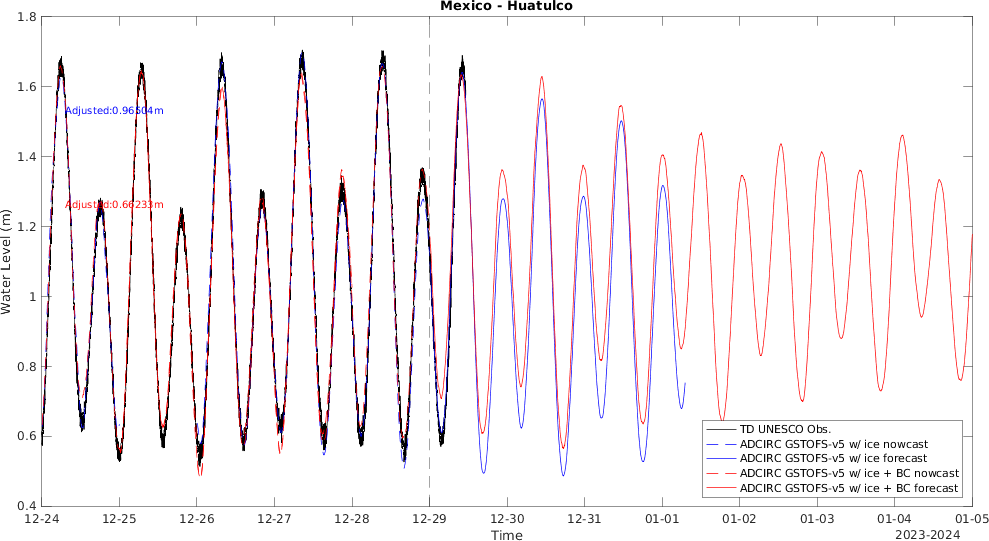 Mexico - Huatulco
1.8
1.6
1.4
1.2
1
0.8
0.6
0.4
Water Level (m)
Adjusted:0.96504m
Adjusted:0.66233m
TD UNESCO Obs.
ADCIRC GSTOFS-v5 w/ ice nowcast
ADCIRC GSTOFS-v5 w/ ice forecast
ADCIRC GSTOFS-v5 w/ ice + BC nowcast
ADCIRC GSTOFS-v5 w/ ice + BC forecast
12-24 12-25 12-26 12-27 12-28 12-29 12-30 12-31 01-01 01-02 01-03 01-04 01-05
Time
2023-2024